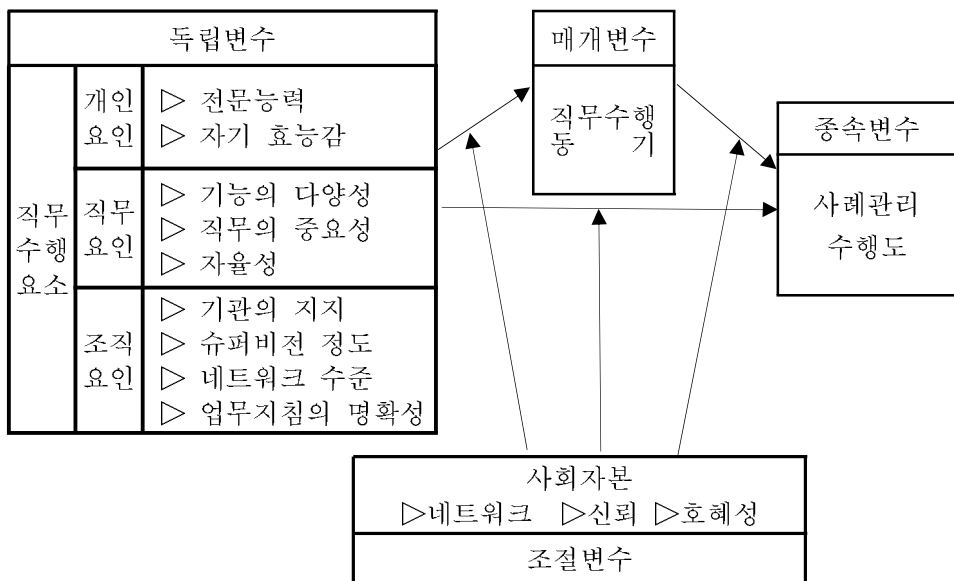 독립변수
직무
수행
요소
개인
요인
▷ 전문능력
▷ 자기 효능감
직무
요인
▷ 기능의 다양성
▷ 직무의 중요성
▷ 자율성
조직
요인
▷ 기관의 지지
▷ 슈퍼비전 정도
▷ 네트워크 수준
▷ 업무지침의 명확성
매개변수
직무수행
동 기
종속변수
사례관리
수행도
사회자본
▷네트워크 ▷신뢰 ▷호혜성
조절변수